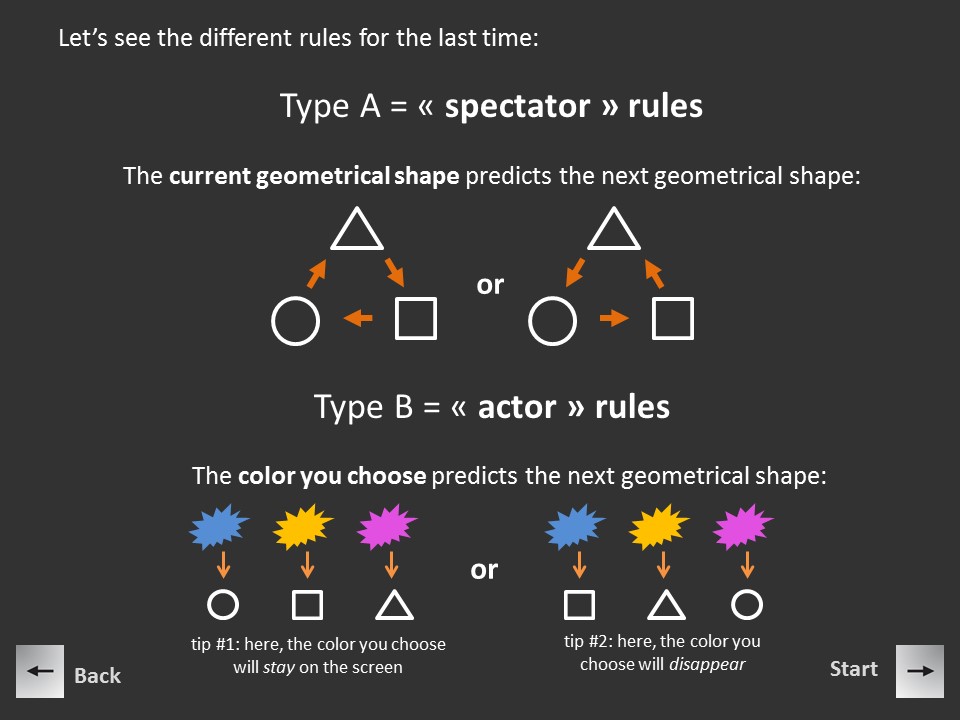 Let’s see the different rules for the last time:
Type A = « spectator » rules
The current geometrical shape predicts the next geometrical shape:
or
Type B = « actor » rules
The color you choose predicts the next geometrical shape:
or
tip #1: here, the color you choose
will stay on the screen
tip #2: here, the color you
choose will disappear
Back
Start